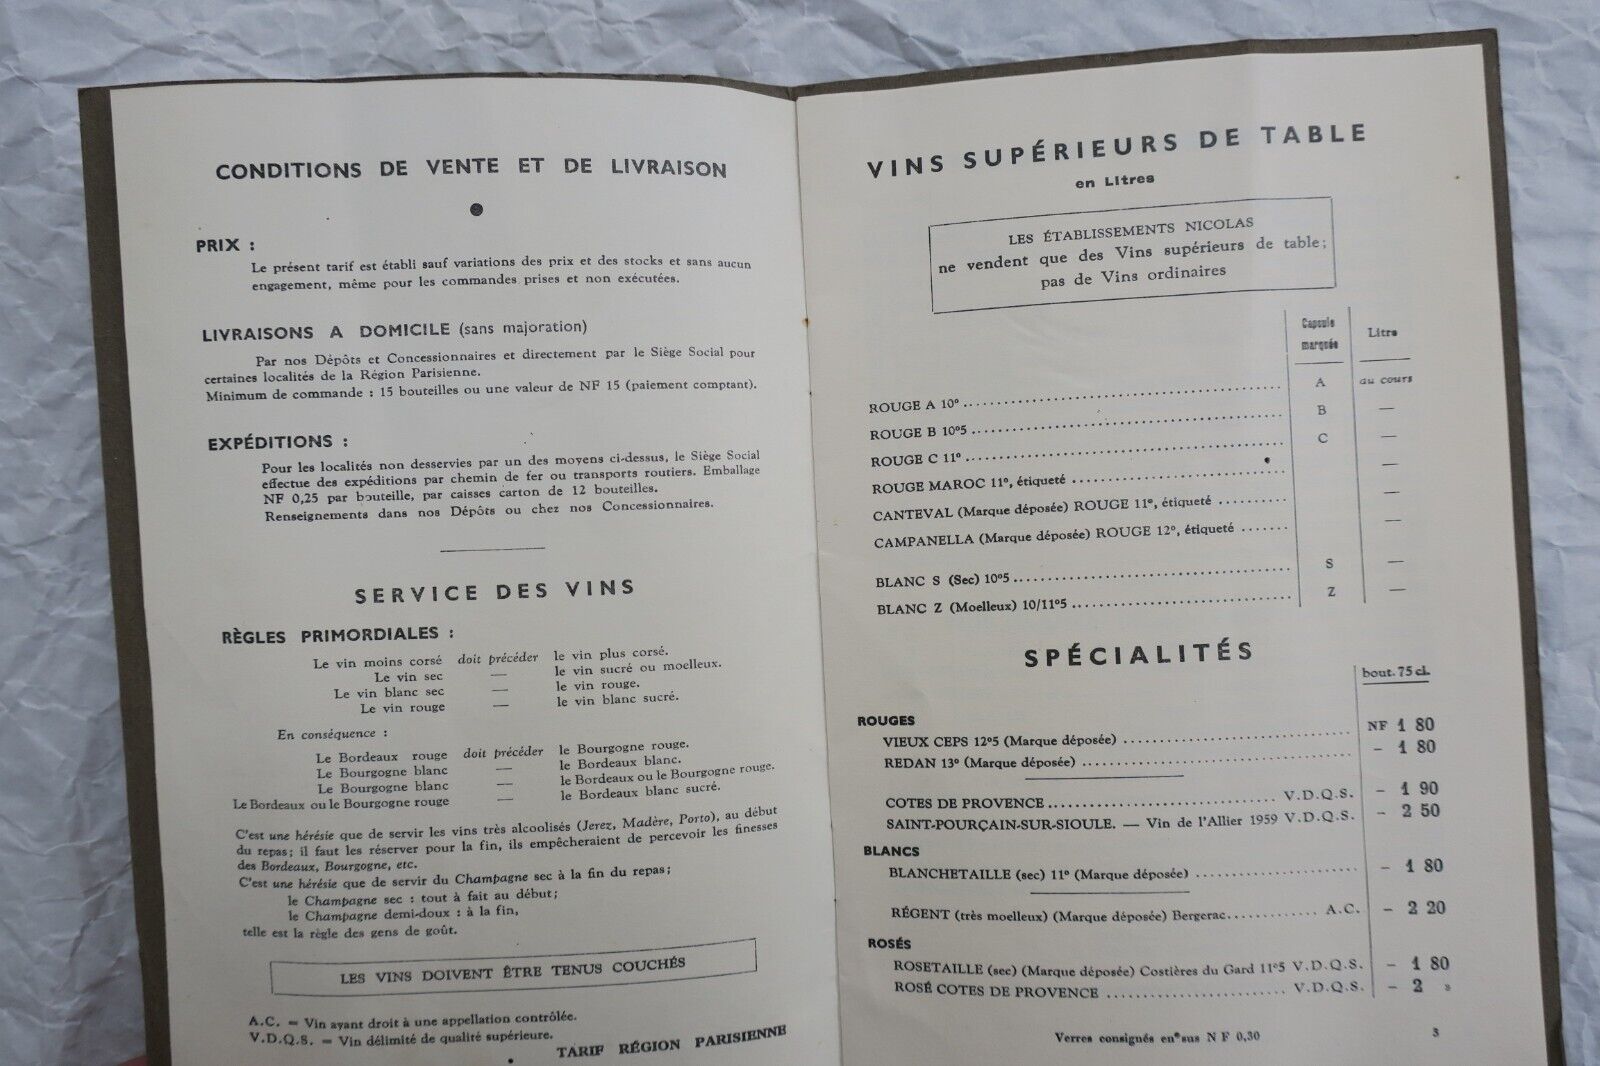 CONDITIONS DE VENTE ET DE LIVRAISON
PRIX :
Le présent tarif est établi sauf variations des prix et des stocks et sans aucun
engagement, même pour les commandes prises et non exécutées.
LIVRAISONS A DOMICILE (sans majoration)
Par nos Dépôts et Concessionnaires et directement par le Siège Social pour
certaines localités de la Région Parisienne.
Minimum de commande : 15 bouteilles ou une valeur de NF 15 (paiement comptant).
EXPÉDITIONS :
Pour les localités non desservies par un des moyens ci-dessus, le Siège Social
effectue des expéditions par chemin de fer ou transports routiers. Emballage
NF 0,25 par bouteille, par caisses carton de 12 bouteilles.
Renseignements dans nos Dépôts ou chez nos Concessionnaires.
SERVICE DES VINS
RÈGLES PRIMORDIALES :
Le vin moins corsé doit précéder le vin plus corsé.
Le vin sec — le vin sucré ou moelleux.
Le vin blanc sec — le vin rouge.
Le vin rouge — le vin blanc sucré.
En conséquence :
Le Bordeaux rouge doit précéder le Bourgogne rouge.
Le Bourgogne blanc — le Bordeaux blanc.
Le Bourgogne blanc — le Bordeaux ou le Bourgogne rouge.
Le Bordeaux ou le Bourgogne rouge — le Bordeaux blanc sucré.
C'est une hérésie que de servir les vins très alcoolisés (Jerez, Madère, Porto), au début
du repas; il faut les réserver pour la fin, ils empêcheraient de percevoir les finesses
des Bordeaux, Bourgogne, etc.
C'est une hérésie que de servir du Champagne sec à la fin du repas;
le Champagne sec : tout à fait au début;
le Champagne demi-doux : à la fin,
telle est la règle des gens de goût.
LES VINS DOIVENT ÊTRE TENUS COUCHÉS
A.C. = Vin ayant droit à une appellation contrôlée.
V.D.Q.S. = Vin délimité de qualité supérieure.
TARIF RÉGION PARISIENNE
VINS SUPÉRIEURS DE TABLE
en Litres
LES ÉTABLISSEMENTS NICOLAS
ne vendent que des Vins supérieurs de table;
pas de Vins ordinaires
Capsule marquée Litre
ROUGE A 10º ........ A au cours
ROUGE B 10º5 ........ B —
ROUGE C 11º ........ C —
ROUGE MAROC 11º, étiqueté ........ —
CANTEVAL (Marque déposée) ROUGE 11º, étiqueté ........ —
CAMPANELLA (Marque déposée) ROUGE 12º, étiqueté ........ —
BLANC S (Sec) 10º5 ........ S —
BLANC Z (Moelleux) 10/11º5 ........ Z —
SPÉCIALITÉS
bout. 75 cl.
ROUGES
VIEUX CEPS 12º5 (Marque déposée) ........ NF 1 80
REDAN 13º (Marque déposée) ........ - 1 80
COTES DE PROVENCE ........ V.D.Q.S. - 1 90
SAINT-POURÇAIN-SUR-SIOULE. — Vin de l'Allier 1959 V.D.Q.S. - 2 50
BLANCS
BLANCHETAILLE (sec) 11º (Marque déposée) ........ - 1 80
RÉGENT (très moelleux) (Marque déposée) Bergerac ........ A.C. - 2 20
ROSÉS
ROSETAILLE (sec) (Marque déposée) Costières du Gard 11º5 V.D.Q.S. - 1 80
ROSÉ COTES DE PROVENCE ........ V.D.Q.S. - 2 »
Verres consignés en sus N F 0,30
3